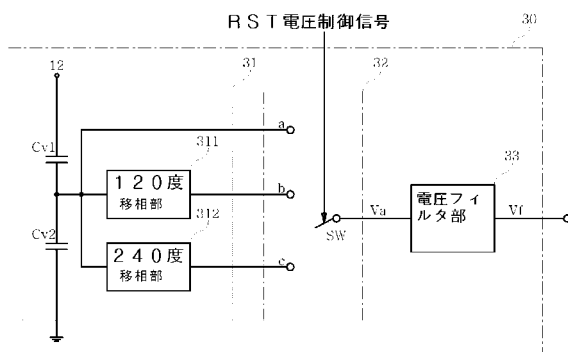 RST電圧制御信号
30
12
31
32
a
Cv1
311
33
120度
移相部
b
電圧フィ
ルタ部
312
Va
Vf
SW
Cv2
240度
移相部
c